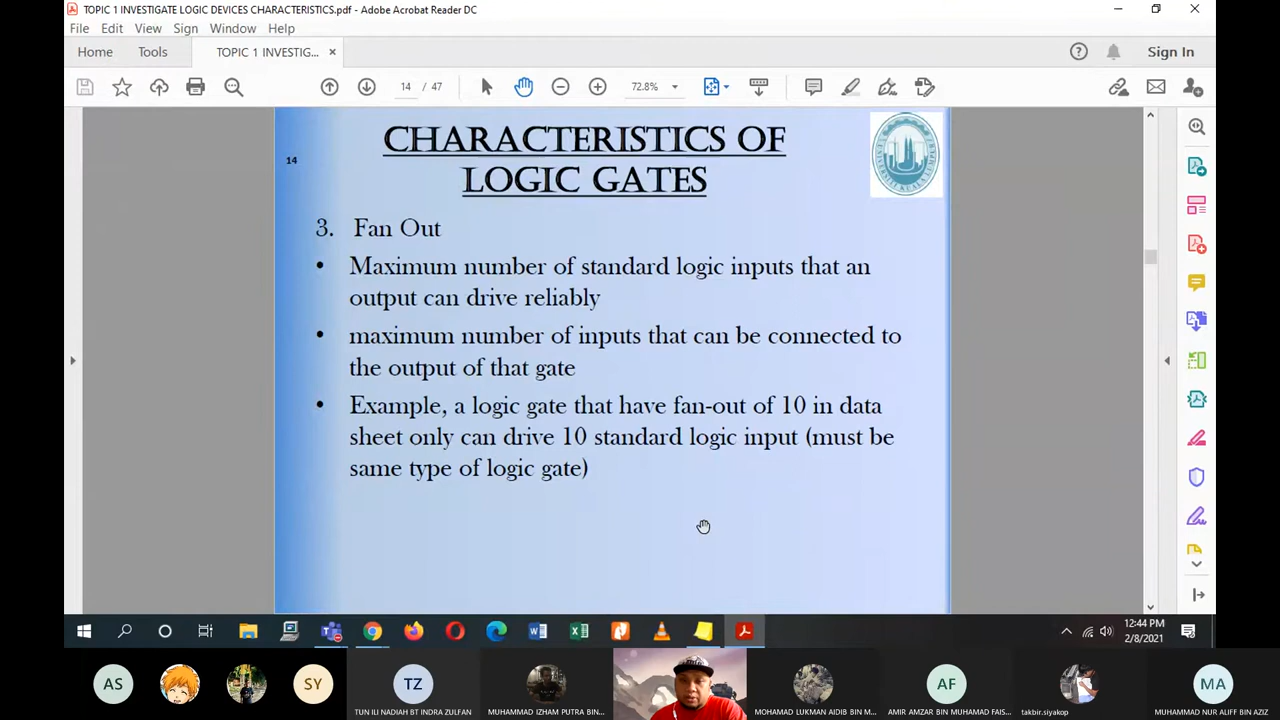 TOPIC 1 INVESTIGATE LOGIC DEVICES CHARACTERISTICS.pdf - Adobe Acrobat Reader DC
File Edit View Sign Window Help
Home Tools TOPIC 1 INVESTIG... ×
Sign In
14 / 47 72.8%
14
CHARACTERISTICS OF
LOGIC GATES
3. Fan Out
• Maximum number of standard logic inputs that an
output can drive reliably
• maximum number of inputs that can be connected to
the output of that gate
• Example, a logic gate that have fan-out of 10 in data
sheet only can drive 10 standard logic input (must be
same type of logic gate)
12:44 PM
2/8/2021
AS
SY
TZ
AF
MA
TUN ILI NADIAH BT INDRA ZULFAN
MUHAMMAD IZHAM PUTRA BIN...
MOHAMAD LUKMAN AIDIB BIN M...
AMIR AMZAR BIN MUHAMAD FAIS...
takbir.siyakop
MUHAMMAD NUR ALIFF BIN AZIZ